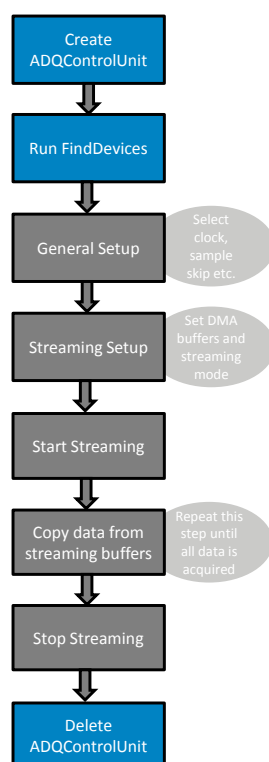 Create
ADQControlUnit
Run FindDevices
General Setup
Select
clock,
sample
skip etc.
Streaming Setup
Set DMA
buffers and
streaming
mode
Start Streaming
Copy data from
streaming buffers
Repeat this
step until
all data is
acquired
Stop Streaming
Delete
ADQControlUnit